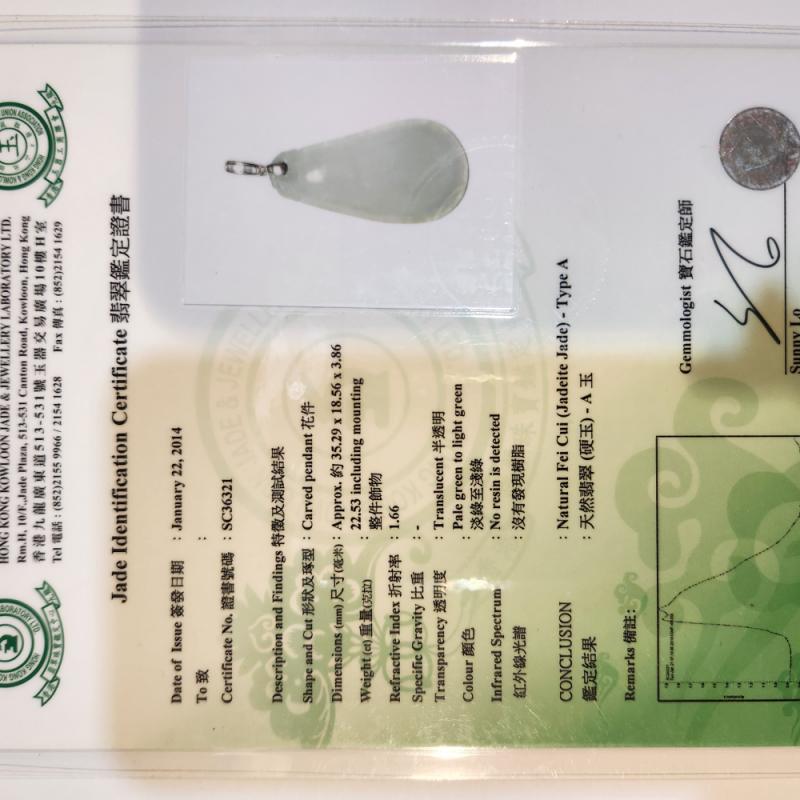 HONG KONG KOWLOON JADE & JEWELLERY LABORATORY LTD.
Rm.H, 10/F.,Jade Plaza, 513-531 Canton Road, Kowloon, Hong Kong
香港九龍廣東道513-531號玉器交易廣場10樓H室
Tel 電話 : (852)2155 9966 / 2154 1628 Fax 傳真 : (852)2154 1629
Jade Identification Certificate 翡翠鑑定證書
Date of Issue 簽發日期 : January 22, 2014
To 致 :
Certificate No. 證書號碼 : SC36321
Description and Findings 特徵及測試結果
Shape and Cut 形狀及琢型 : Carved pendant 花件
Dimensions (mm) 尺寸(毫米) : Approx. 約 35.29 x 18.56 x 3.86
Weight (ct) 重量(克拉) : 22.53 including mounting
整件飾物
Refractive Index 折射率 : 1.66
Specific Gravity 比重 : -
Transparency 透明度 : Translucent 半透明
Colour 顏色 : Pale green to light green
淡綠至淺綠
Infrared Spectrum : No resin is detected
紅外線光譜 : 沒有發現樹脂
CONCLUSION : Natural Fei Cui (Jadeite Jade) - Type A
鑑定結果 : 天然翡翠 (硬玉) - A 玉
Remarks 備註 :
Gemmologist 寶石鑑定師
Sunny Lo